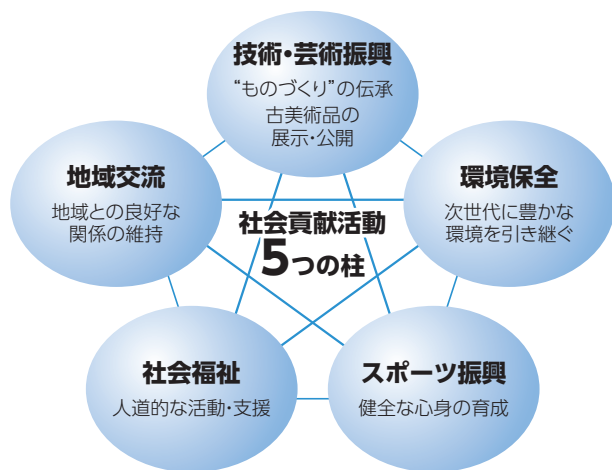 技術・芸術振興
“ものづくり”の伝承
古美術品の
展示・公開
地域交流
地域との良好な
関係の維持
環境保全
次世代に豊かな
環境を引き継ぐ
社会貢献活動
5つの柱
社会福祉
人道的な活動・支援
スポーツ振興
健全な心身の育成